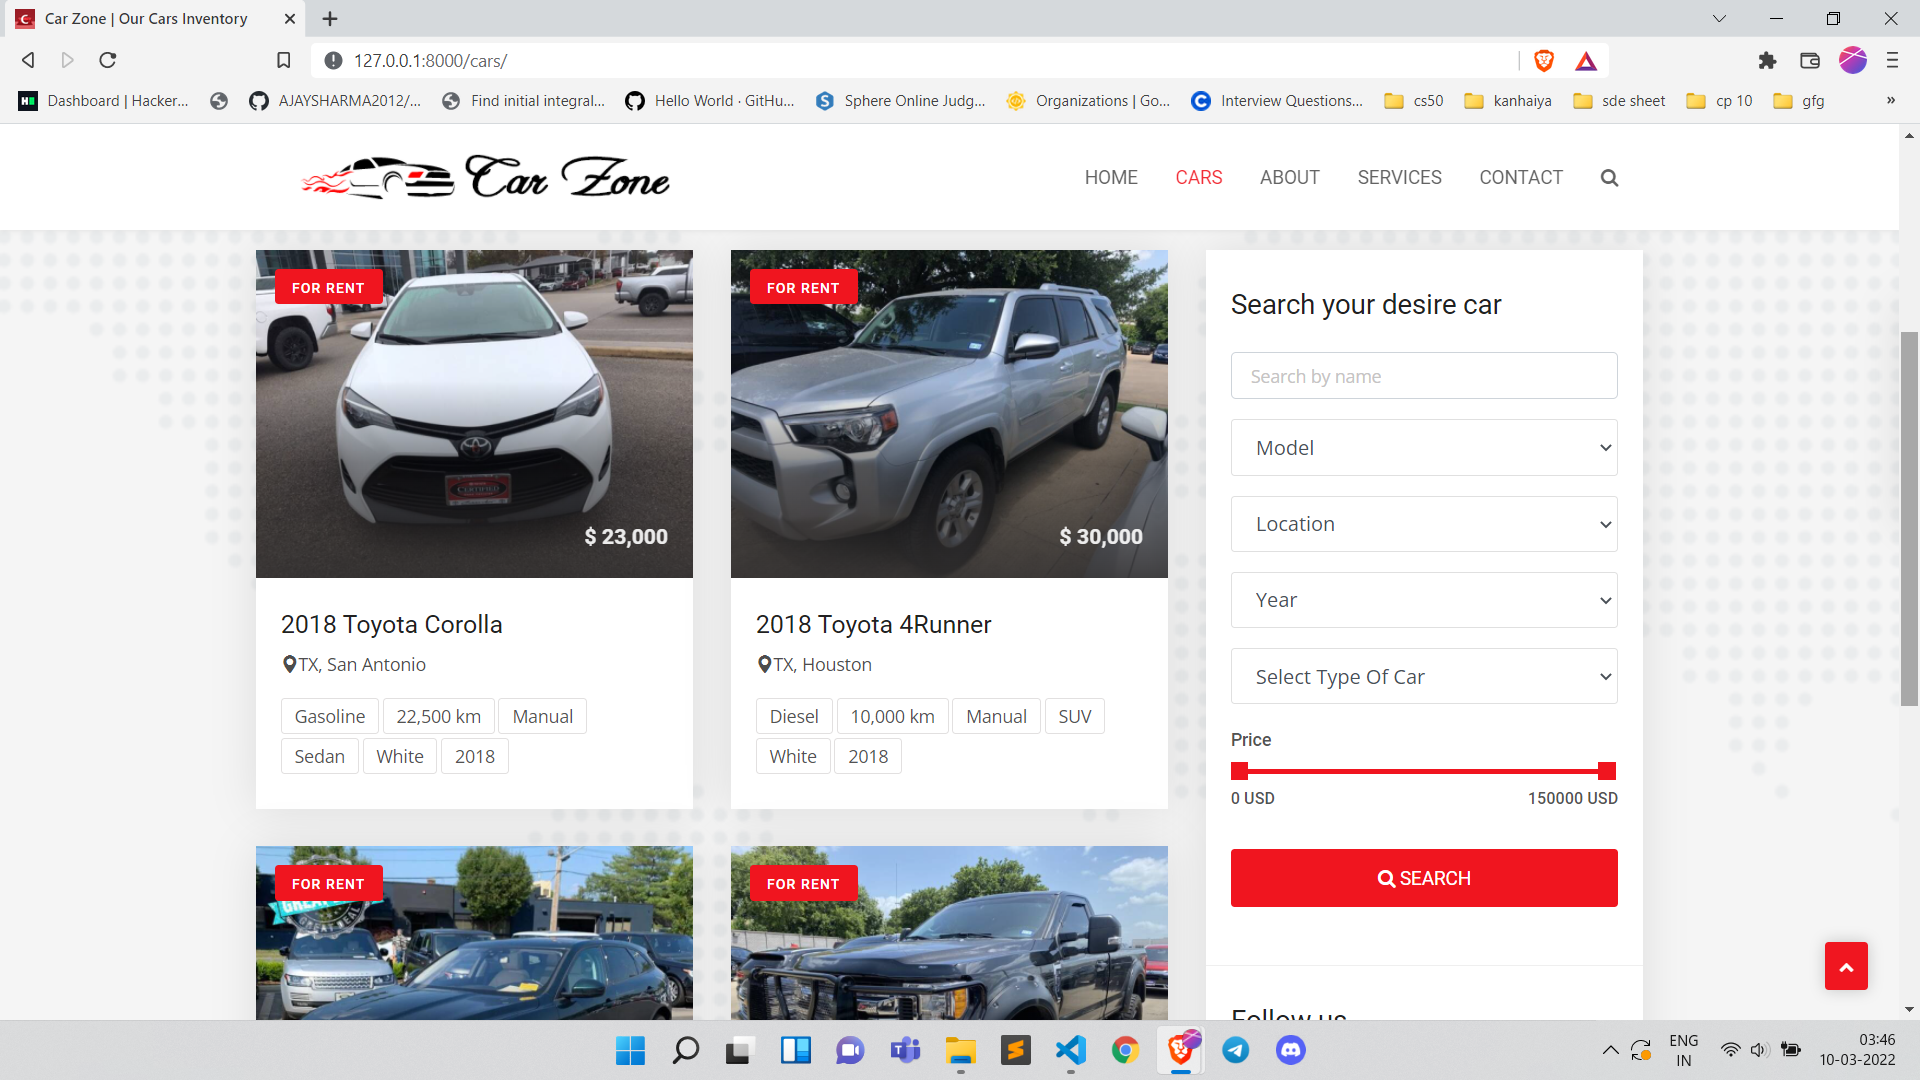 Car Zone | Our Cars Inventory
127.0.0.1:8000/cars/
Dashboard | Hacker...
AJAYSHARMA2012/...
Find initial integral...
Hello World · GitHu...
Sphere Online Judg...
Organizations | Go...
Interview Questions...
cs50
kanhaiya
sde sheet
cp 10
gfg
»
Car Zone
HOME
CARS
ABOUT
SERVICES
CONTACT
FOR RENT
CERTIFIED
$ 23,000
2018 Toyota Corolla
TX, San Antonio
Gasoline
22,500 km
Manual
Sedan
White
2018
FOR RENT
$ 30,000
2018 Toyota 4Runner
TX, Houston
Diesel
10,000 km
Manual
SUV
White
2018
FOR RENT
FOR RENT
Search your desire car
Search by name
Model
Location
Year
Select Type Of Car
Price
0 USD
150000 USD
SEARCH
Follow us
ENG
IN
03:46
10-03-2022